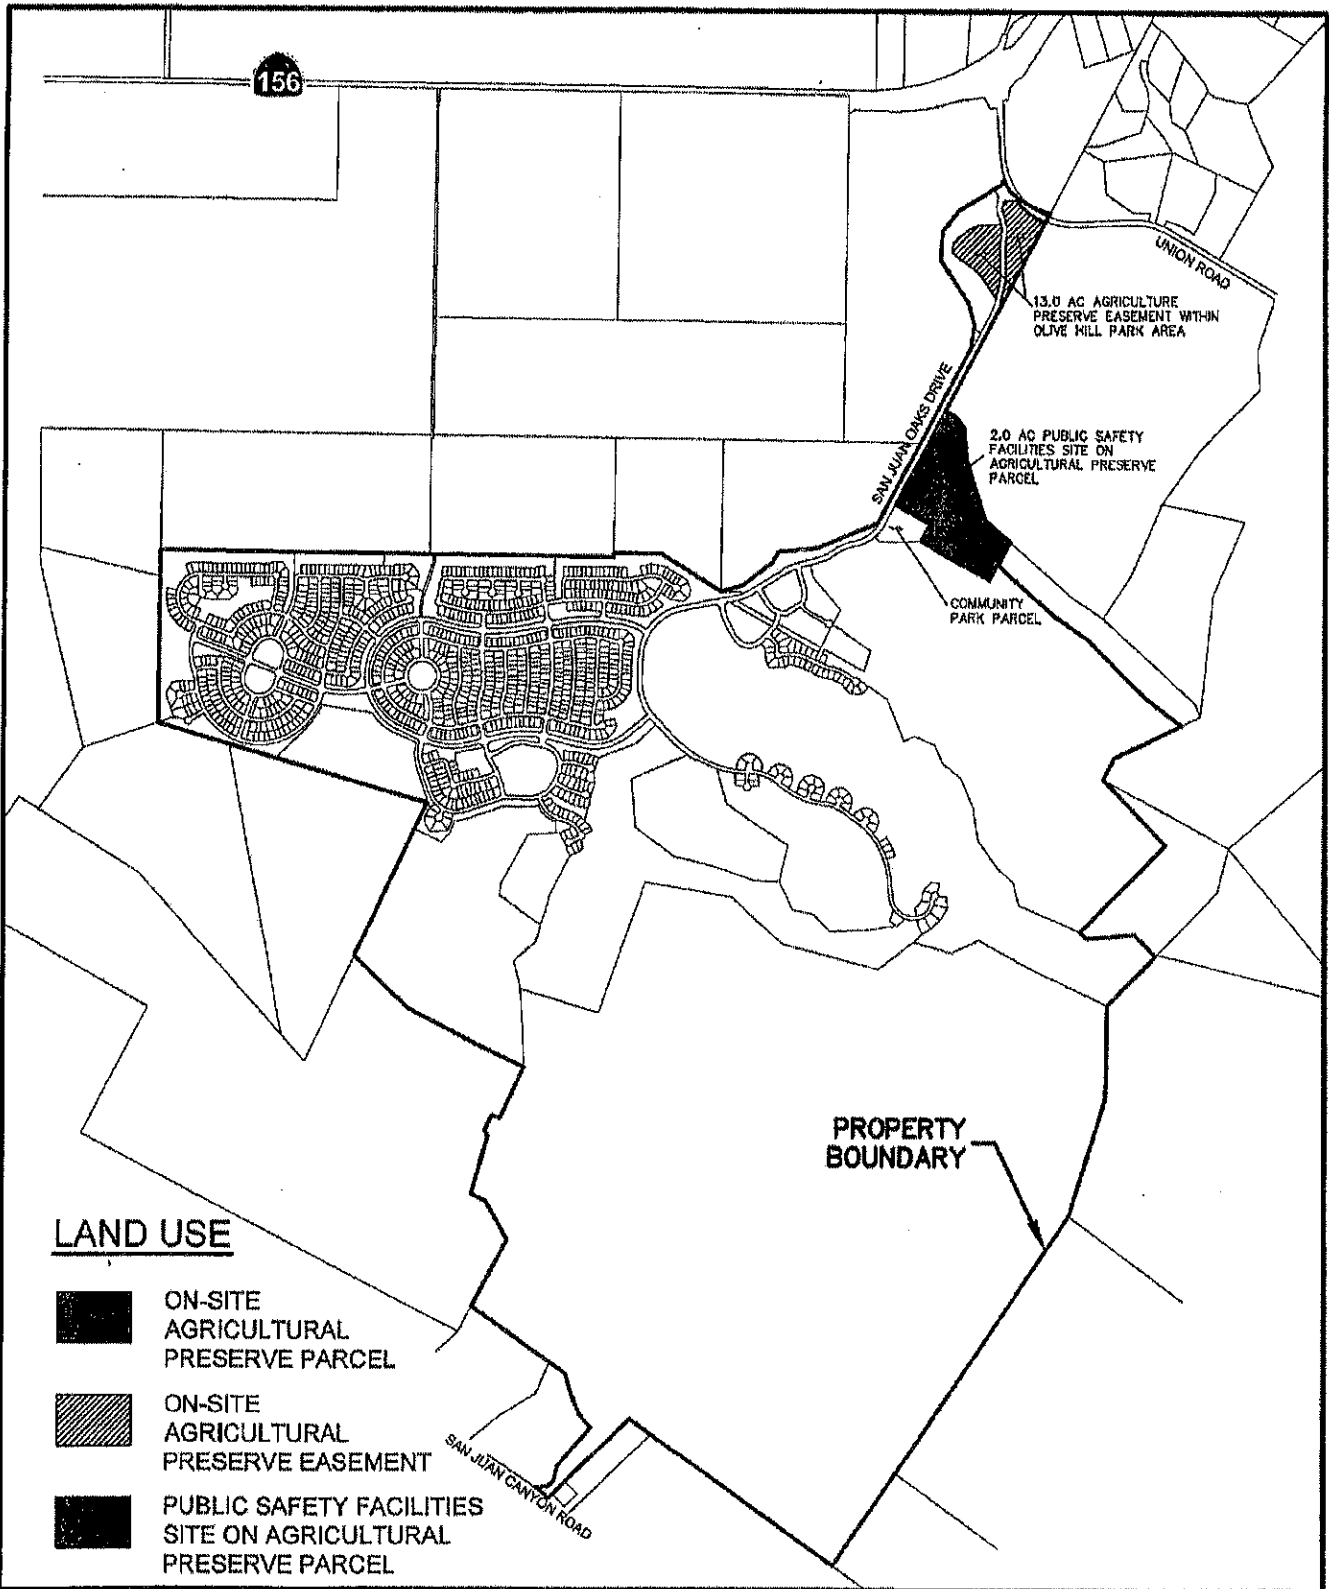 156
UNION ROAD
13.0 AC AGRICULTURE
PRESERVE EASEMENT WITHIN
OLIVE HILL PARK AREA
SAN JUAN OAKS DRIVE
2.0 AC PUBLIC SAFETY
FACILITIES SITE ON
AGRICULTURAL PRESERVE
PARCEL
COMMUNITY
PARK PARCEL
PROPERTY
BOUNDARY
LAND USE
ON-SITE
AGRICULTURAL
PRESERVE PARCEL
ON-SITE
AGRICULTURAL
PRESERVE EASEMENT
PUBLIC SAFETY FACILITIES
SITE ON AGRICULTURAL
PRESERVE PARCEL
SAN JUAN CANYON ROAD